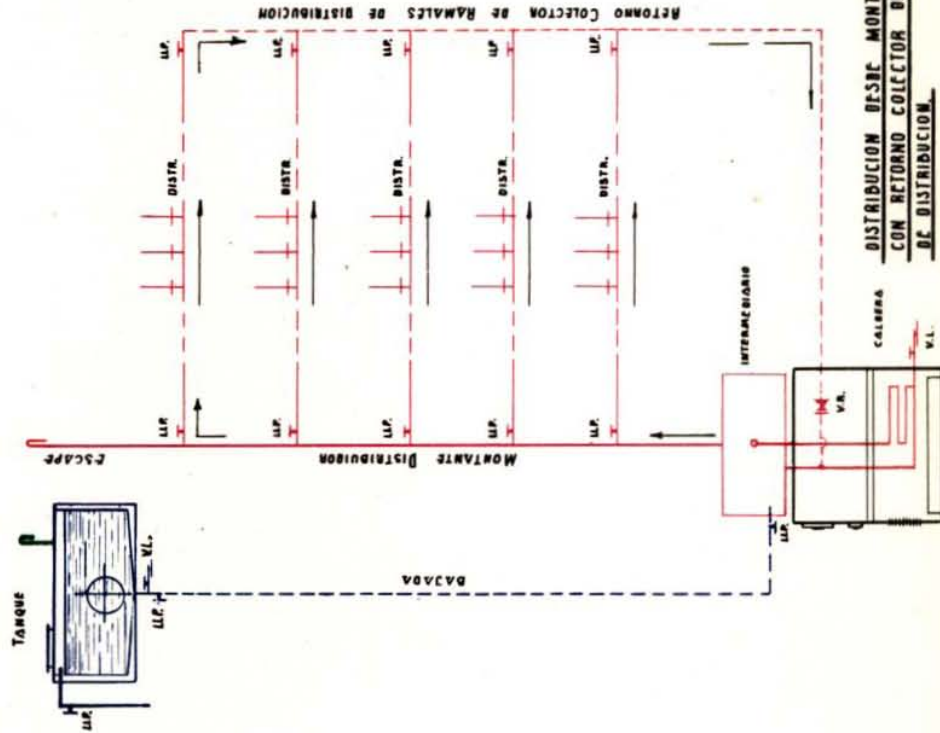 RETORNO COLECTOR DE RAMALES DE DISTRIBUCION
LLP.
LLP.
LLP.
LLP.
LLP.
DISTR.
DISTR.
DISTR.
DISTR.
DISTR.
LLP.
LLP.
LLP.
LLP.
LLP.
ESCAPE
MONTANTE DISTRIBUIDOR
INTERMEDIARIO
CALDERA
V.R.
V.L.
LLP.
TANQUE
V.L.
LLP.
LLP.
BAJADA
DISTRIBUCION DESDE MONT
CON RETORNO COLECTOR D
DE DISTRIBUCION.